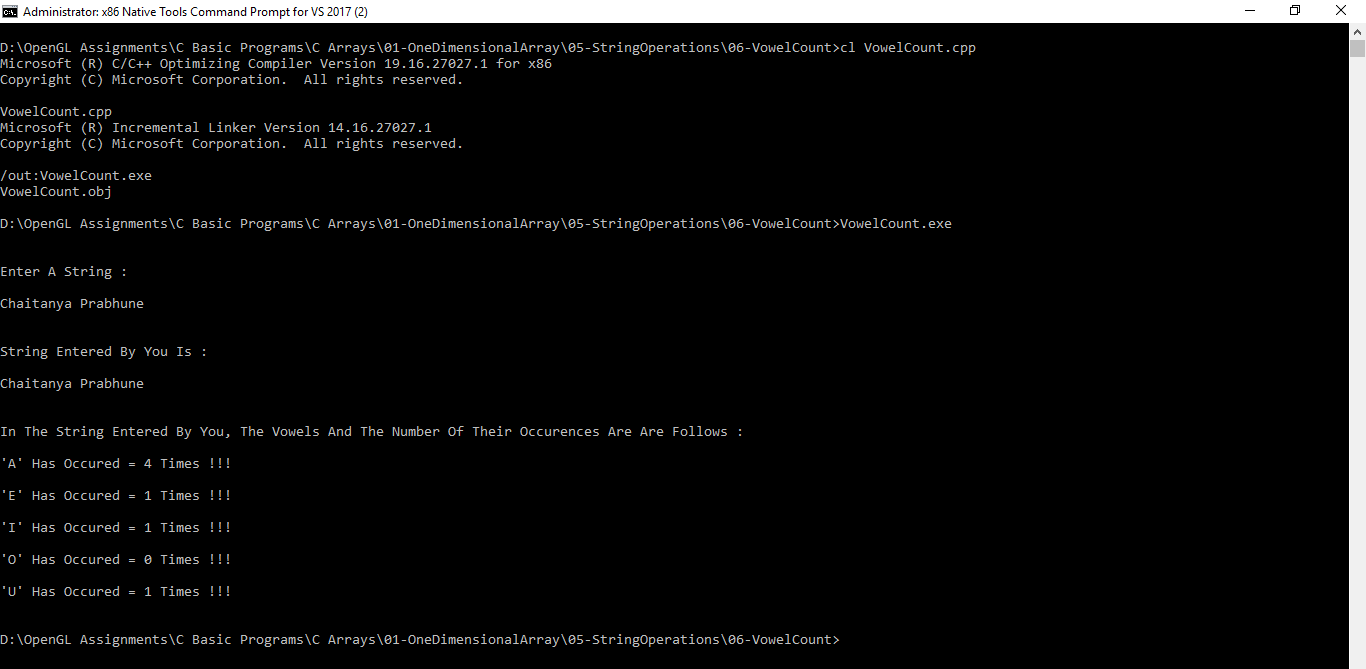 Administrator: x86 Native Tools Command Prompt for VS 2017 (2)
D:\OpenGL Assignments\C Basic Programs\C Arrays\01-OneDimensionalArray\05-StringOperations\06-VowelCount>cl VowelCount.cpp
Microsoft (R) C/C++ Optimizing Compiler Version 19.16.27027.1 for x86
Copyright (C) Microsoft Corporation.  All rights reserved.
VowelCount.cpp
Microsoft (R) Incremental Linker Version 14.16.27027.1
Copyright (C) Microsoft Corporation.  All rights reserved.
/out:VowelCount.exe
VowelCount.obj
D:\OpenGL Assignments\C Basic Programs\C Arrays\01-OneDimensionalArray\05-StringOperations\06-VowelCount>VowelCount.exe
Enter A String :
Chaitanya Prabhune
String Entered By You Is :
Chaitanya Prabhune
In The String Entered By You, The Vowels And The Number Of Their Occurences Are Are Follows :
'A' Has Occured = 4 Times !!!
'E' Has Occured = 1 Times !!!
'I' Has Occured = 1 Times !!!
'O' Has Occured = 0 Times !!!
'U' Has Occured = 1 Times !!!
D:\OpenGL Assignments\C Basic Programs\C Arrays\01-OneDimensionalArray\05-StringOperations\06-VowelCount>